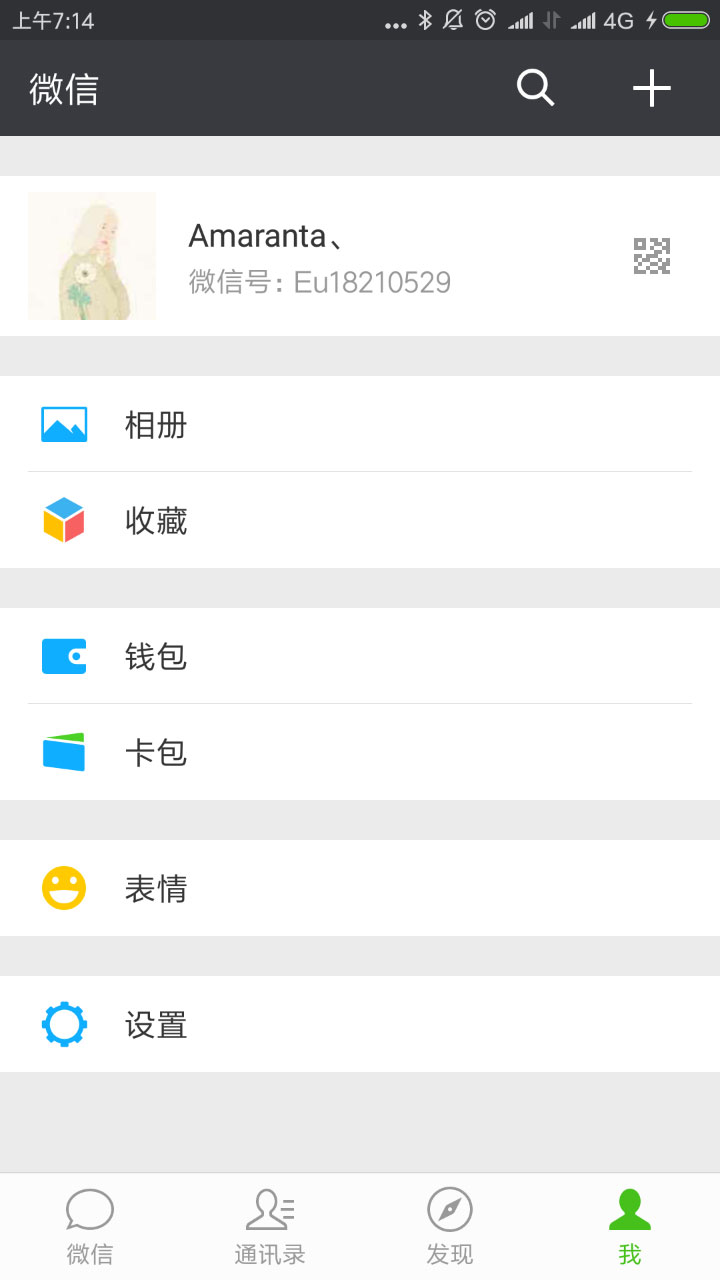 上午7:14
4G
微信
Amaranta、
微信号: Eu18210529
相册
收藏
钱包
卡包
表情
设置
微信
通讯录
发现
我